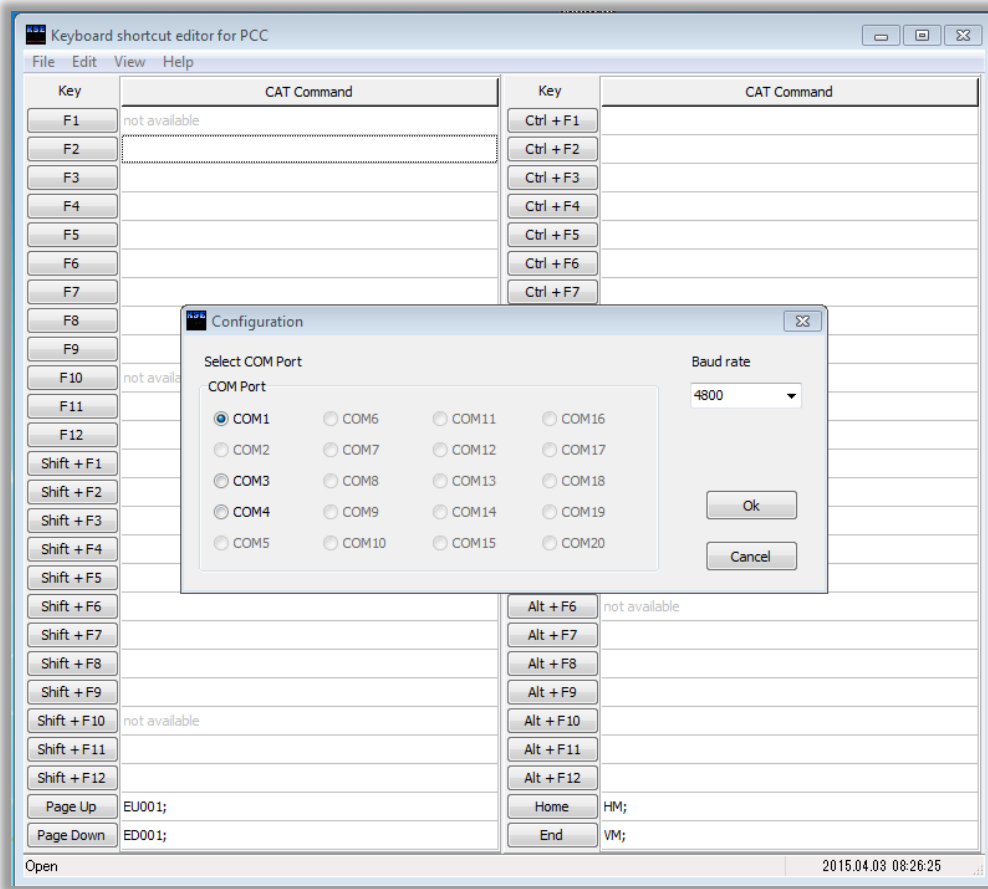 Keyboard shortcut editor for PCC
File Edit View Help
Key CAT Command Key CAT Command
F1 not available Ctrl + F1
F2 Ctrl + F2
F3 Ctrl + F3
F4 Ctrl + F4
F5 Ctrl + F5
F6 Ctrl + F6
F7 Ctrl + F7
F8
F9
F10 not availa
F11
F12
Shift + F1
Shift + F2
Shift + F3
Shift + F4
Shift + F5
Configuration
Select COM Port Baud rate
COM Port
4800
COM1 COM6 COM11 COM16
COM2 COM7 COM12 COM17
COM3 COM8 COM13 COM18
Ok
COM4 COM9 COM14 COM19
COM5 COM10 COM15 COM20
Cancel
Shift + F6 Alt + F6 not available
Shift + F7 Alt + F7
Shift + F8 Alt + F8
Shift + F9 Alt + F9
Shift + F10 not available Alt + F10
Shift + F11 Alt + F11
Shift + F12 Alt + F12
Page Up EU001; Home HM;
Page Down ED001; End VM;
Open 2015.04.03 08:26:25